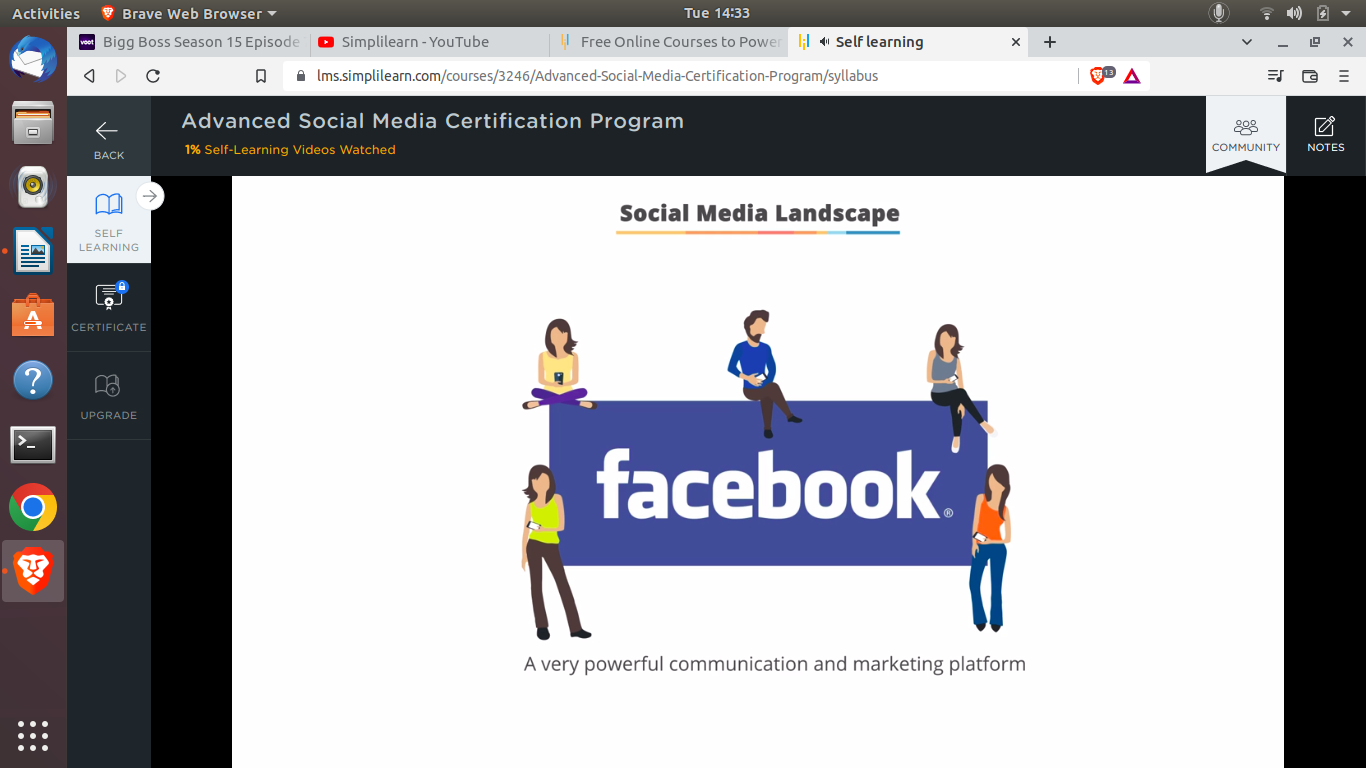 Activities
Brave Web Browser
Tue 14:33
voot
Bigg Boss Season 15 Episode
Simplilearn - YouTube
Free Online Courses to Power
Self learning
lms.simplilearn.com/courses/3246/Advanced-Social-Media-Certification-Program/syllabus
13
BACK
Advanced Social Media Certification Program
1% Self-Learning Videos Watched
COMMUNITY
NOTES
SELF
LEARNING
CERTIFICATE
UPGRADE
Social Media Landscape
facebook®
A very powerful communication and marketing platform